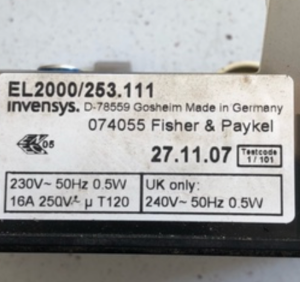 EL2000/253.111
invensys. D-78559 Gosheim Made in Germany
074055 Fisher & Paykel
05
27.11.07
Testcode
1 / 101
230V~ 50Hz 0.5W
16A 250V~ µ T120
UK only:
240V~ 50Hz 0.5W